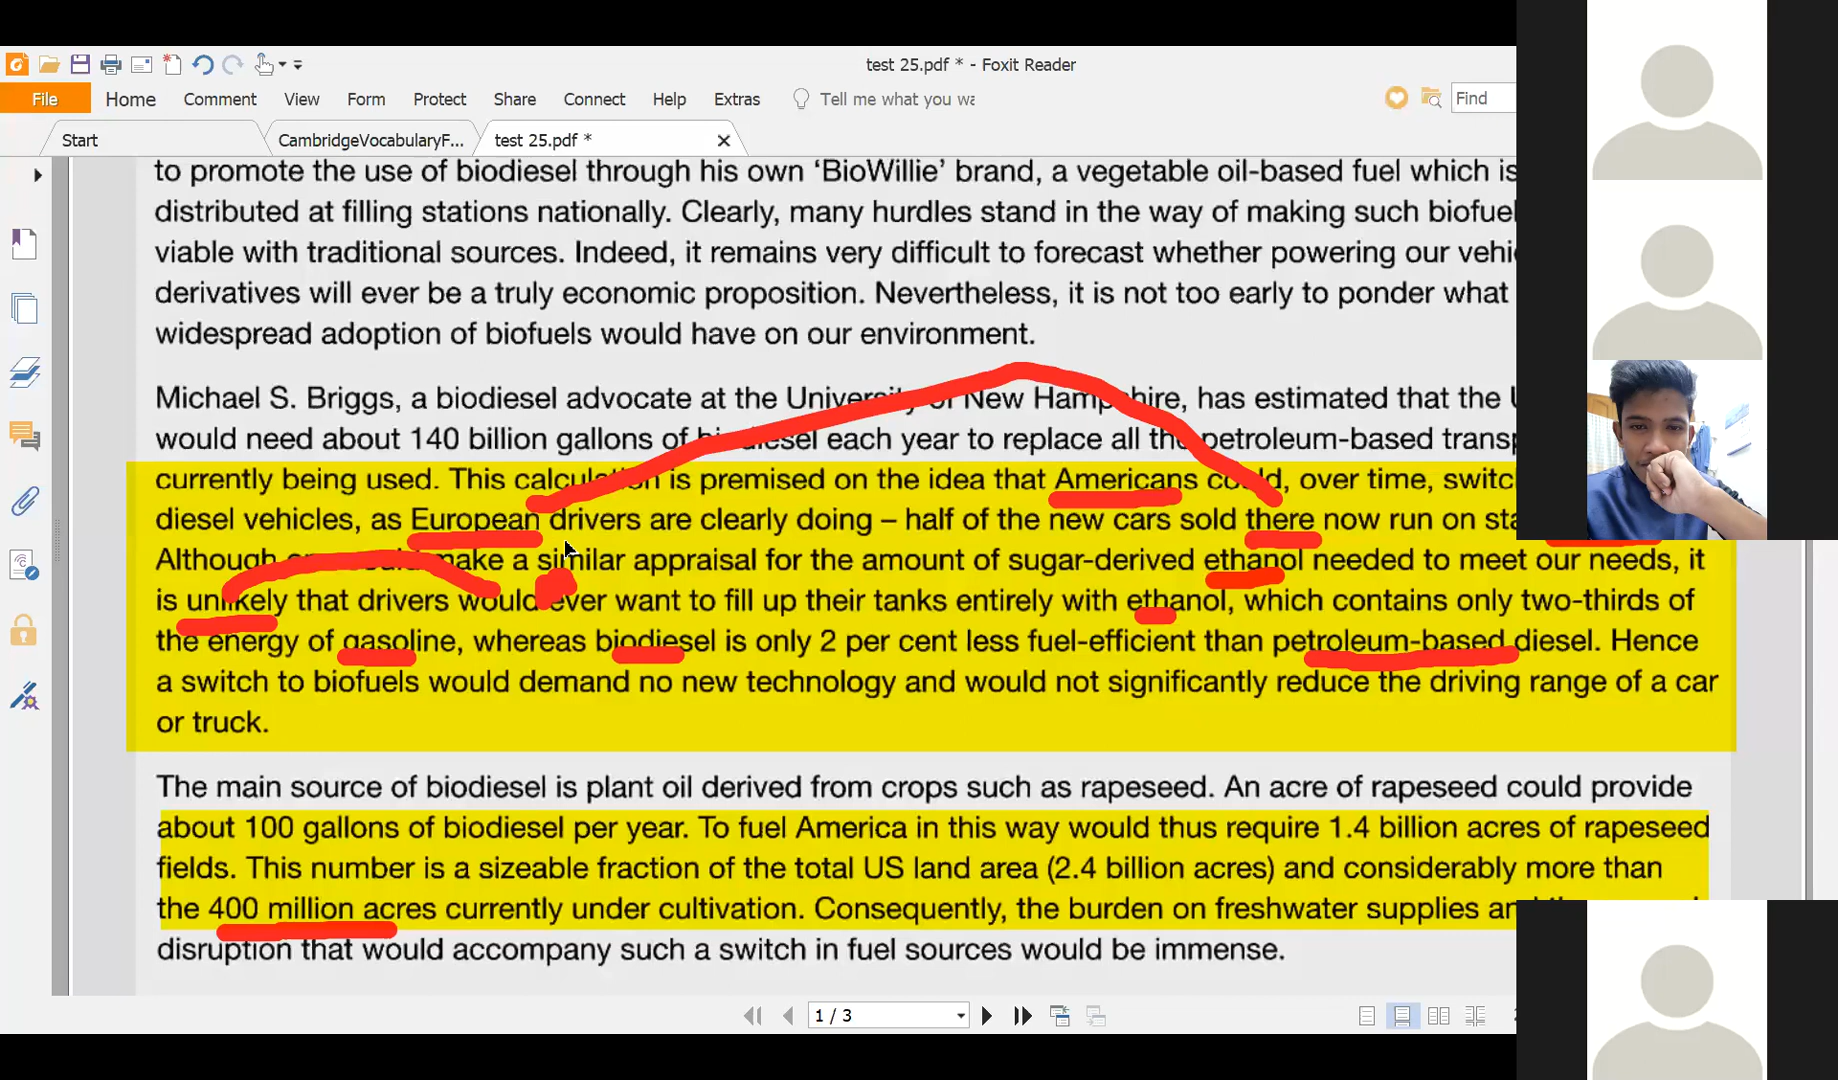 test 25.pdf * - Foxit Reader
File Home Comment View Form Protect Share Connect Help Extras Tell me what you wa Find
Start CambridgeVocabularyF... test 25.pdf *
to promote the use of biodiesel through his own ‘BioWillie’ brand, a vegetable oil-based fuel which is
distributed at filling stations nationally. Clearly, many hurdles stand in the way of making such biofuel
viable with traditional sources. Indeed, it remains very difficult to forecast whether powering our vehi
derivatives will ever be a truly economic proposition. Nevertheless, it is not too early to ponder what
widespread adoption of biofuels would have on our environment.
Michael S. Briggs, a biodiesel advocate at the University of New Hampshire, has estimated that the
would need about 140 billion gallons of biodiesel each year to replace all the petroleum-based transp
currently being used. This calculation is premised on the idea that Americans could, over time, switc
diesel vehicles, as European drivers are clearly doing – half of the new cars sold there now run on sta
Although make a similar appraisal for the amount of sugar-derived ethanol needed to meet our needs, it
is unlikely that drivers would ever want to fill up their tanks entirely with ethanol, which contains only two-thirds of
the energy of gasoline, whereas biodiesel is only 2 per cent less fuel-efficient than petroleum-based diesel. Hence
a switch to biofuels would demand no new technology and would not significantly reduce the driving range of a car
or truck.
The main source of biodiesel is plant oil derived from crops such as rapeseed. An acre of rapeseed could provide
about 100 gallons of biodiesel per year. To fuel America in this way would thus require 1.4 billion acres of rapeseed
fields. This number is a sizeable fraction of the total US land area (2.4 billion acres) and considerably more than
the 400 million acres currently under cultivation. Consequently, the burden on freshwater supplies an
disruption that would accompany such a switch in fuel sources would be immense.
1 / 3